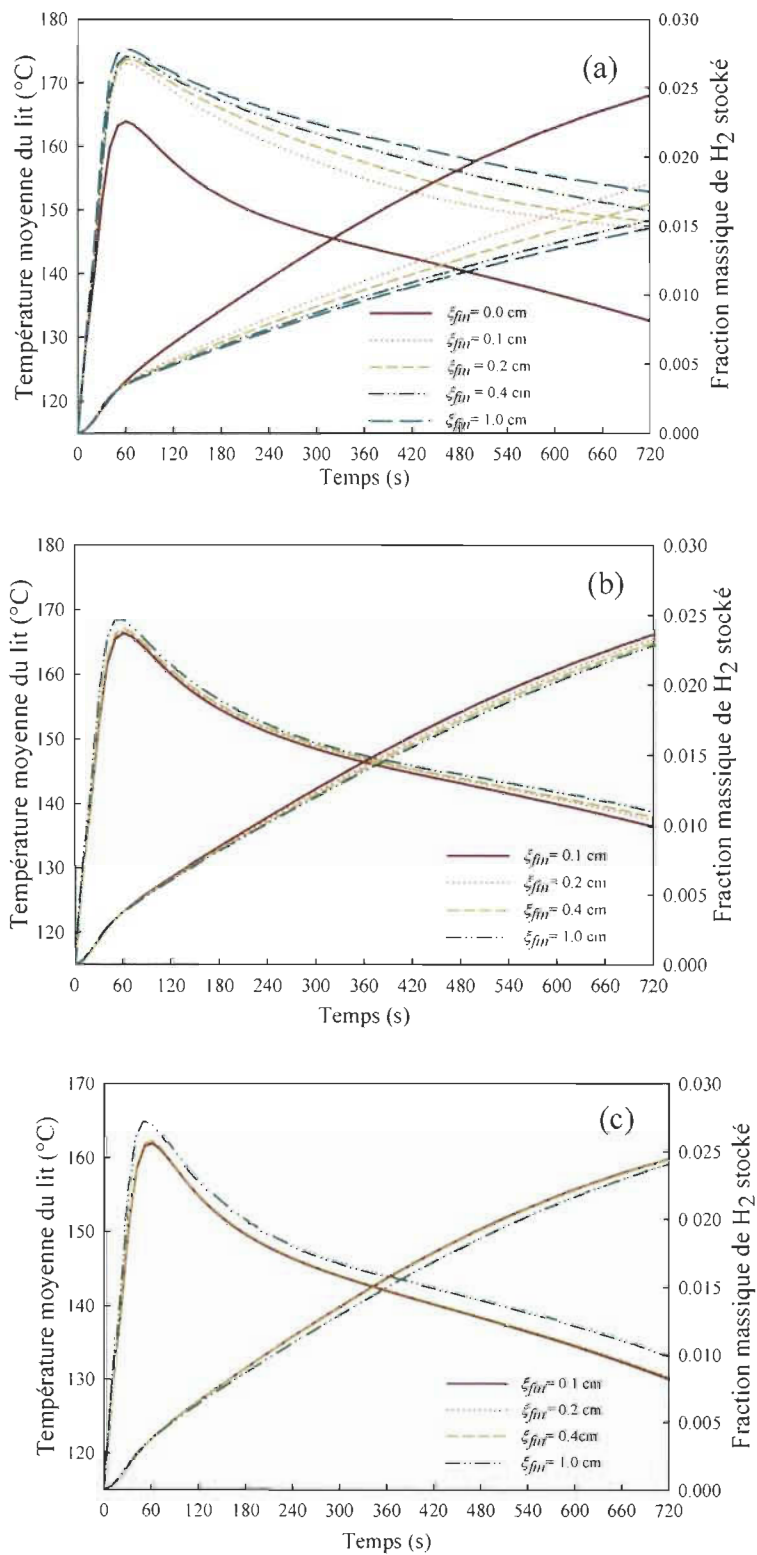 (a)
Température moyenne du lit (°C)
180
170
160
150
140
130
120
0.030
0.025
0.020
0.015
0.010
0.005
0.000
Fraction massique de H2 stocké
ξfin= 0.0 cm
ξfin= 0.1 cm
ξfin= 0.2 cm
ξfin= 0.4 cm
ξfin= 1.0 cm
0 60 120 180 240 300 360 420 480 540 600 660 720
Temps (s)
(b)
Température moyenne du lit (°C)
180
170
160
150
140
130
120
0.030
0.025
0.020
0.015
0.010
0.005
0.000
Fraction massique de H2 stocké
ξfin= 0.1 cm
ξfin= 0.2 cm
ξfin= 0.4 cm
ξfin= 1.0 cm
0 60 120 180 240 300 360 420 480 540 600 660 720
Temps (s)
(c)
Température moyenne du lit (°C)
170
160
150
140
130
120
0.030
0.025
0.020
0.015
0.010
0.005
0.000
Fraction massique de H2 stocké
ξfin= 0.1 cm
ξfin= 0.2 cm
ξfin= 0.4cm
ξfin= 1.0 cm
0 60 120 180 240 300 360 420 480 540 600 660 720
Temps (s)